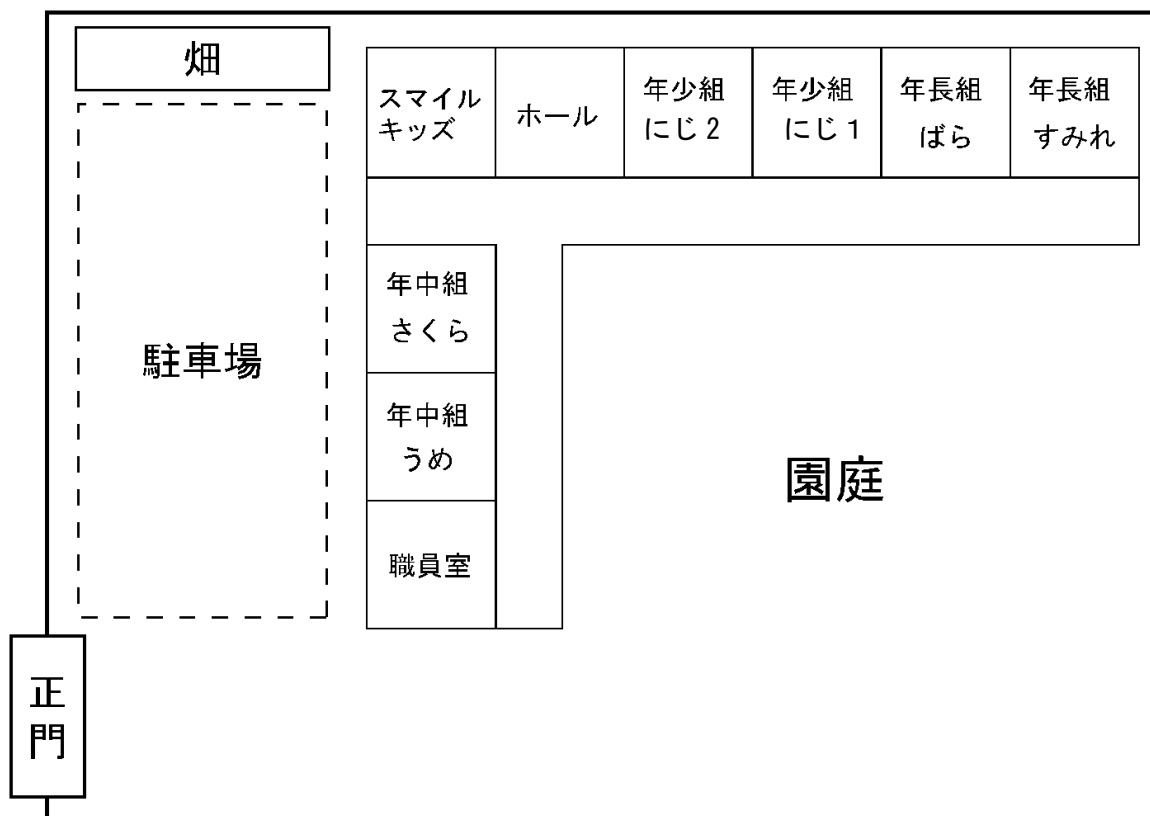 畑
スマイル
キッズ
ホール
年少組
にじ２
年少組
にじ１
年長組
ばら
年長組
すみれ
年中組
さくら
駐車場
年中組
うめ
園庭
職員室
正
門